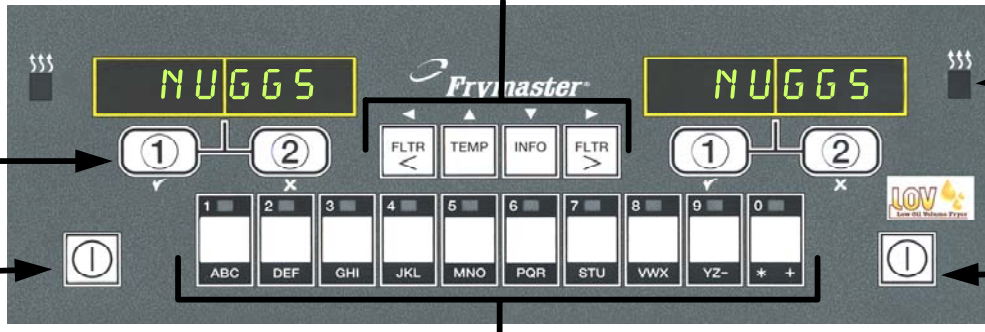 NUGGS
NUGGS
Frymaster
1
2
FLTR <
TEMP
INFO
FLTR >
1
2
✓
x
✓
x
1
2
3
4
5
6
7
8
9
0
ABC
DEF
GHI
JKL
MNO
PQR
STU
VWX
YZ-
* +
LOV
Low Oil Volume Fryer